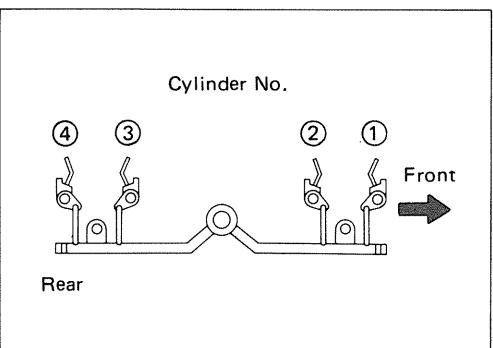 Cylinder No.
④ ③ ② ①
Front
Rear